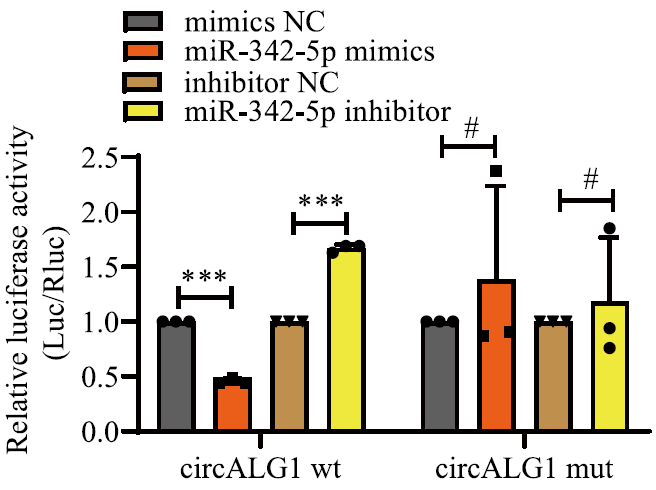 mimics NC
miR-342-5p mimics
inhibitor NC
miR-342-5p inhibitor
Relative luciferase activity
(Luc/Rluc)
2.5
2.0
1.5
1.0
0.5
0.0
***
***
#
#
circALG1 wt
circALG1 mut